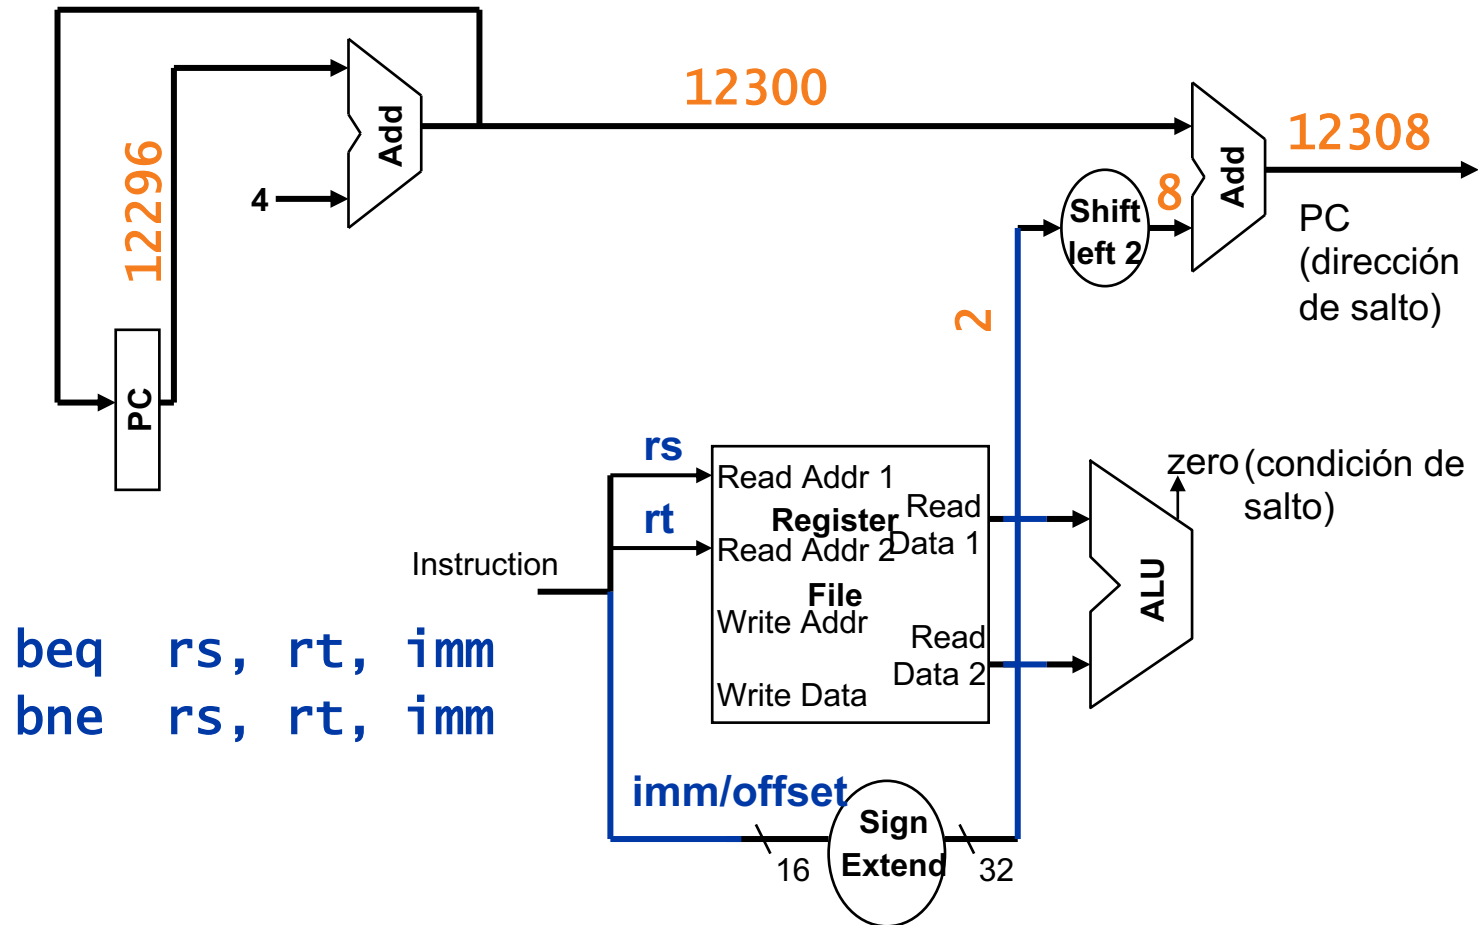 12300
12308
Add
Add
12296
4
8
Shift
left 2
PC
(dirección
de salto)
2
PC
rs
Read Addr 1
zero (condición de
salto)
rt
Register
Read
Data 1
Read Addr 2
Instruction
ALU
File
Write Addr
Read
Data 2
beq rs, rt, imm
Write Data
bne rs, rt, imm
imm/offset
Sign
Extend
16
32